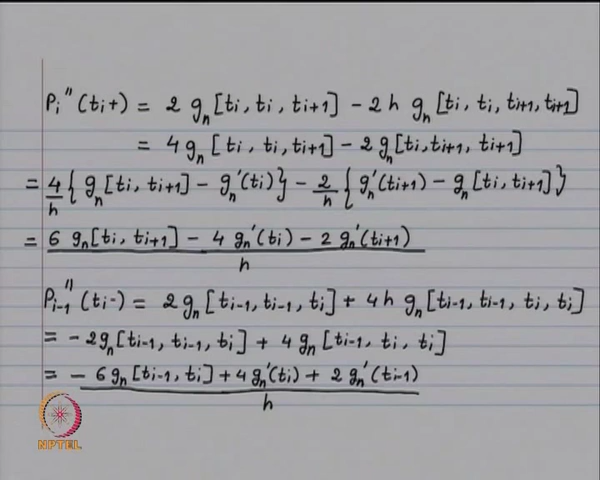 Pi''(ti+) = 2 gn[ti, ti, ti+1] - 2h gn[ti, ti, ti+1, ti+1]
= 4 gn[ti, ti, ti+1] - 2 gn[ti, ti+1, ti+1]
= 4/h { gn[ti, ti+1] - gn'(ti)} - 2/h { gn'(ti+1) - gn[ti, ti+1]}
= (6 gn[ti, ti+1] - 4 gn'(ti) - 2 gn'(ti+1))/h
Pi-1''(ti-) = 2 gn[ti-1, ti-1, ti] + 4h gn[ti-1, ti-1, ti, ti]
= -2gn[ti-1, ti-1, ti] + 4 gn[ti-1, ti, ti]
= (- 6 gn[ti-1, ti] + 4 gn'(ti) + 2 gn'(ti-1))/h
NPTEL